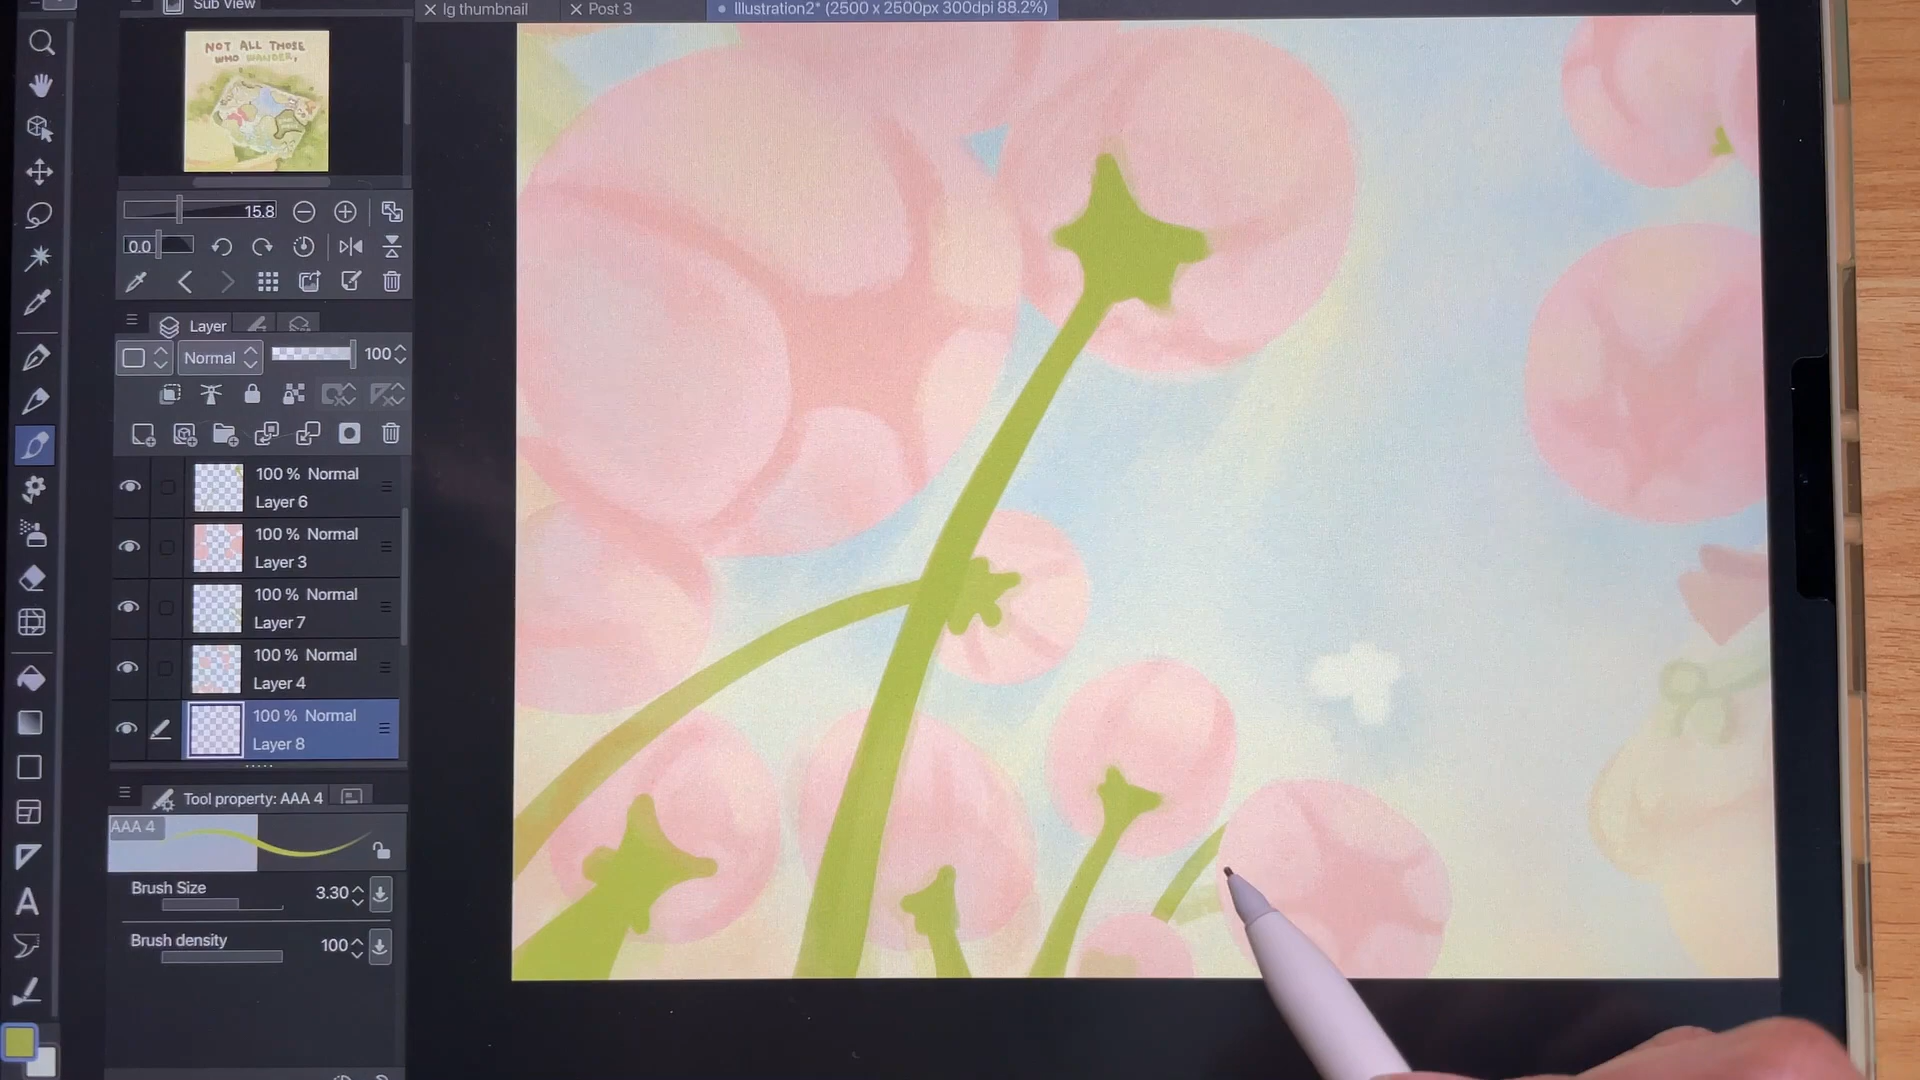 Sub View
Ig thumbnail
Post 3
Illustration2* (2500 x 2500px 300dpi 88.2%)
NOT ALL THOSE
WHO WANDER,
15.8
0.0
Layer
Normal
100
100 % Normal
Layer 6
100 % Normal
Layer 3
100 % Normal
Layer 7
100 % Normal
Layer 4
100 % Normal
Layer 8
Tool property: AAA 4
AAA 4
Brush Size
3.30
Brush density
100